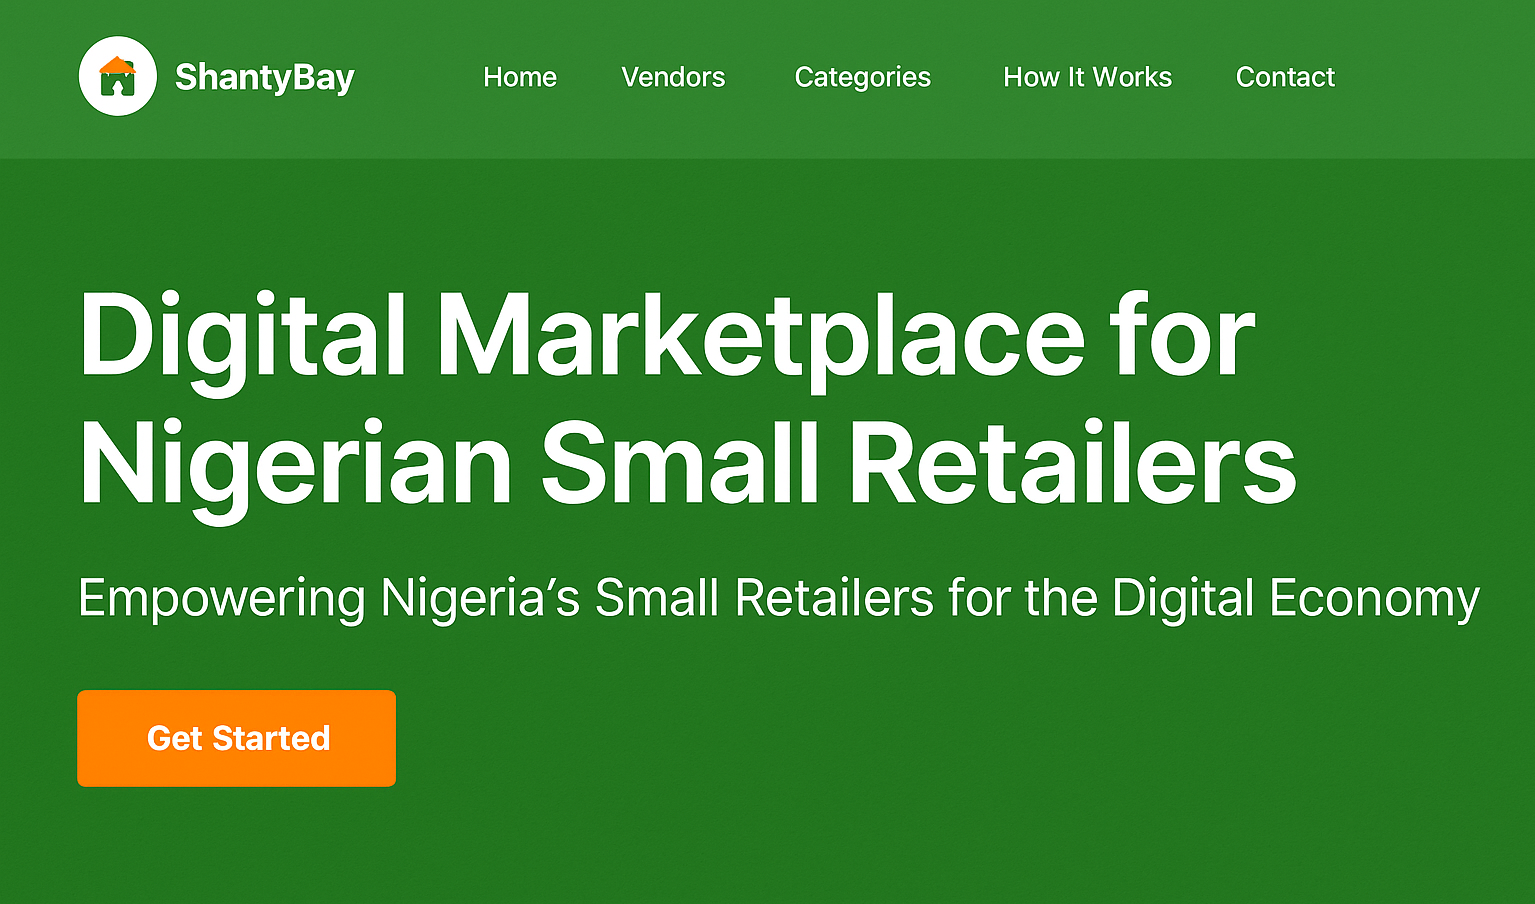 ShantyBay
Home Vendors Categories How It Works Contact
Digital Marketplace for
Nigerian Small Retailers
Empowering Nigeria’s Small Retailers for the Digital Economy
Get Started